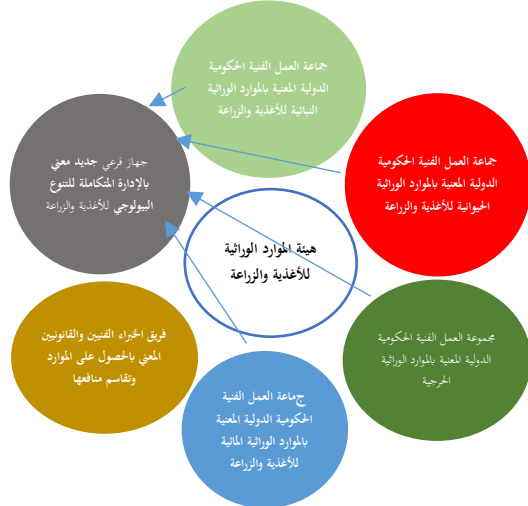 جماعة العمل الفنية الحكومية
الدولية المعنية بالموارد الوراثية
النباتية للأغذية والزراعة
جماعة العمل الفنية الحكومية
الدولية المعنية بالموارد الوراثية
الحيوانية للأغذية والزراعة
جهاز فرعي جديد معني
بالإدارة المتكاملة للتنوع
البيولوجي للأغذية والزراعة
هيئة الموارد الوراثية
للأغذية والزراعة
فريق الخبراء الفنيين والقانونيين
المعني بالحصول على الموارد
وتقاسم منافعها
مجموعة العمل الفنية الحكومية
الدولية المعنية بالموارد الوراثية
الحرجية
جماعة العمل الفنية
الحكومية الدولية المعنية
بالموارد الوراثية المائية
للأغذية والزراعة